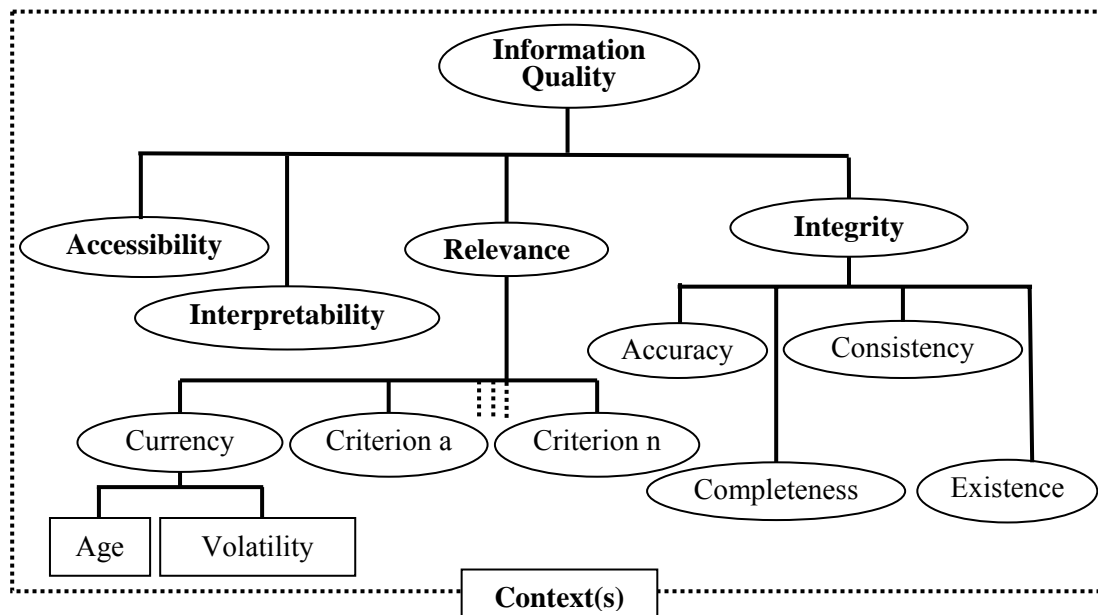 Information
Quality
Accessibility
Interpretability
Relevance
Integrity
Accuracy
Consistency
Completeness
Existence
Currency
Criterion a
Criterion n
Age
Volatility
Context(s)